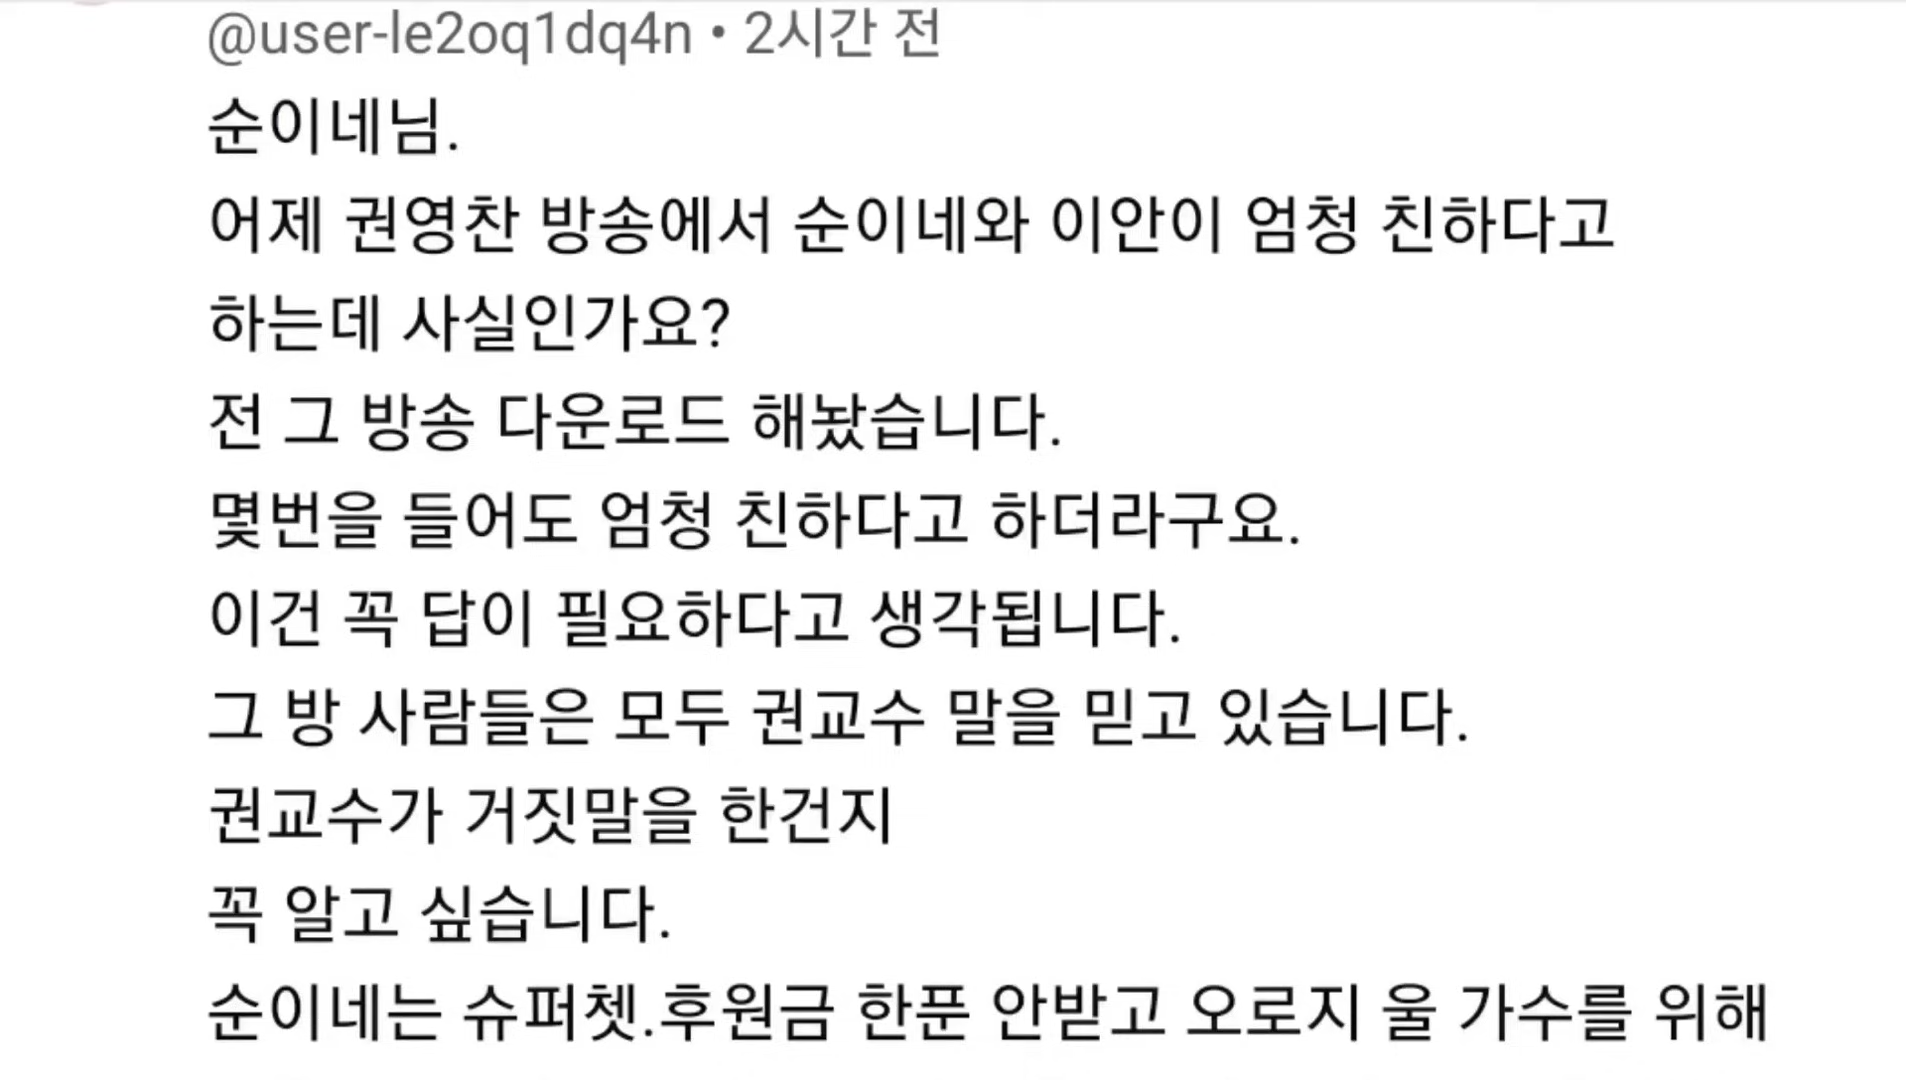 @user-le2oq1dq4n • 2시간 전
순이네님.
어제 권영찬 방송에서 순이네와 이안이 엄청 친하다고
하는데 사실인가요?
전 그 방송 다운로드 해놨습니다.
몇번을 들어도 엄청 친하다고 하더라구요.
이건 꼭 답이 필요하다고 생각됩니다.
그 방 사람들은 모두 권교수 말을 믿고 있습니다.
권교수가 거짓말을 한건지
꼭 알고 싶습니다.
순이네는 슈퍼쳇.후원금 한푼 안받고 오로지 울 가수를 위해